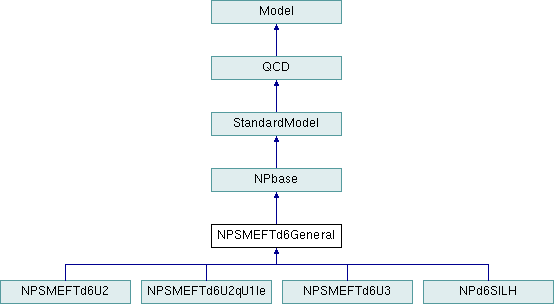 Model
QCD
StandardModel
NPbase
NPSMEFTd6General
NPSMEFTd6U2
NPSMEFTd6U2qU1le
NPSMEFTd6U3
NPd6SILH